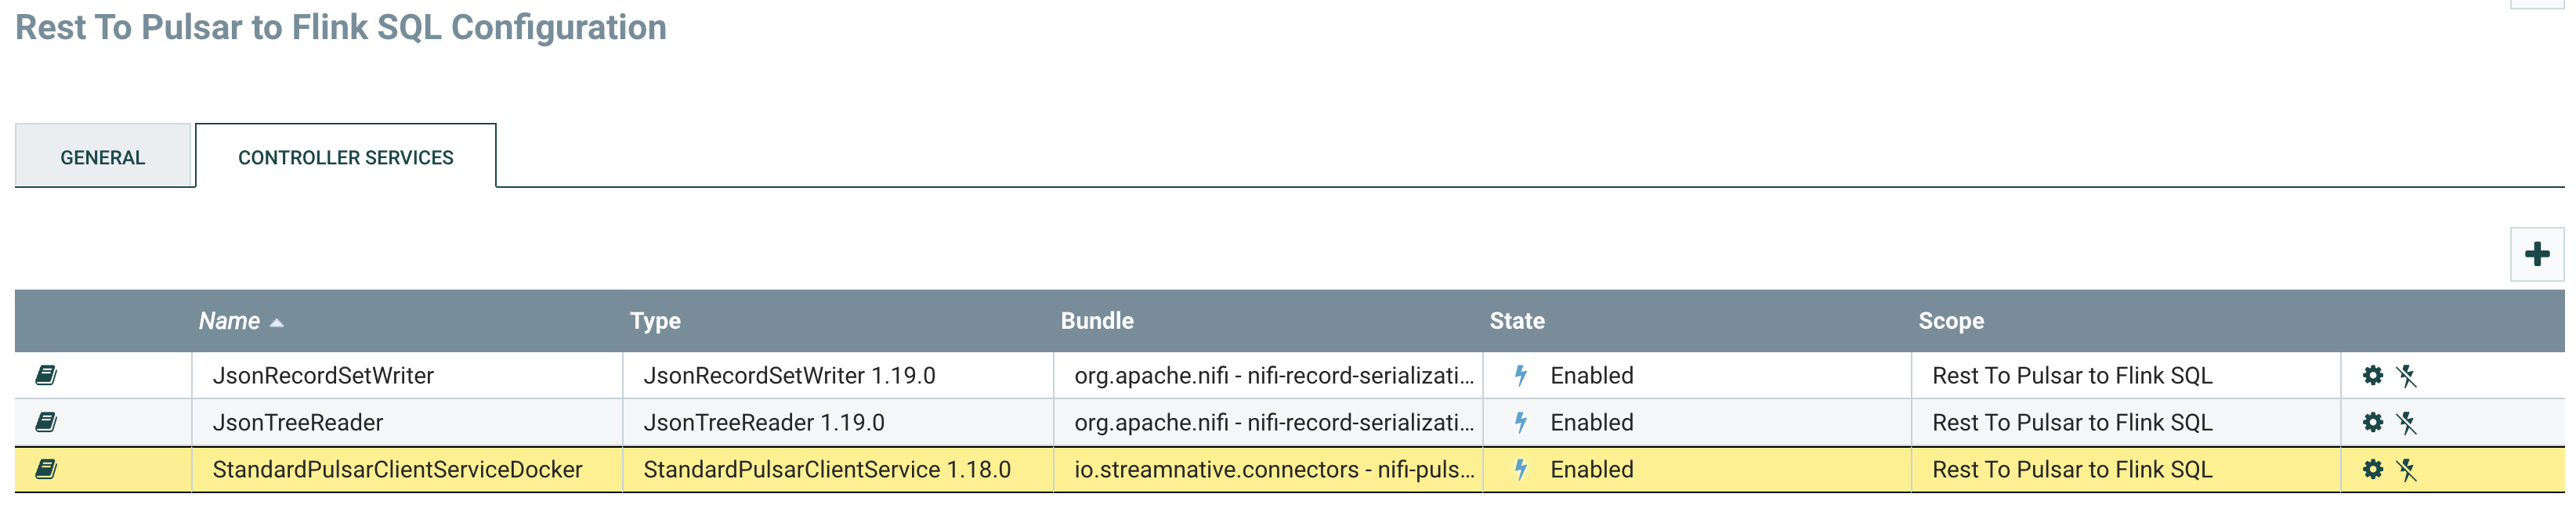 Rest To Pulsar to Flink SQL Configuration
GENERAL CONTROLLER SERVICES
Name Type Bundle State Scope
JsonRecordSetWriter JsonRecordSetWriter 1.19.0 org.apache.nifi - nifi-record-serializati... Enabled Rest To Pulsar to Flink SQL
JsonTreeReader JsonTreeReader 1.19.0 org.apache.nifi - nifi-record-serializati... Enabled Rest To Pulsar to Flink SQL
StandardPulsarClientServiceDocker StandardPulsarClientService 1.18.0 io.streamnative.connectors - nifi-puls... Enabled Rest To Pulsar to Flink SQL